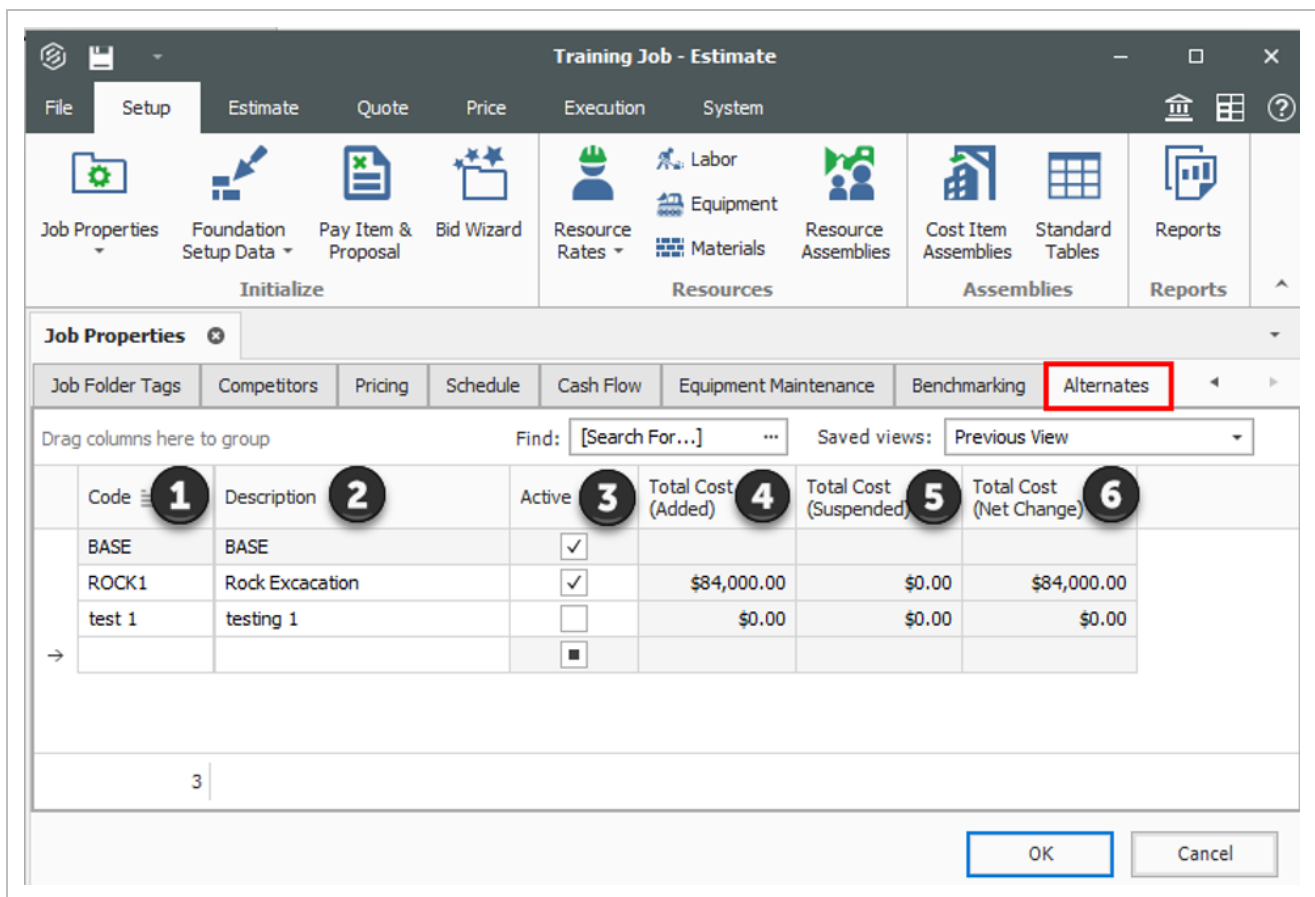 Training Job - Estimate
File Setup Estimate Quote Price Execution System
Job Properties
Foundation
Setup Data
Pay Item &
Proposal
Bid Wizard
Resource
Rates
Labor
Equipment
Materials
Resource
Assemblies
Cost Item
Assemblies
Standard
Tables
Reports
Initialize Resources Assemblies Reports
Job Properties
Job Folder Tags Competitors Pricing Schedule Cash Flow Equipment Maintenance Benchmarking Alternates
Drag columns here to group Find: [Search For...] ... Saved views: Previous View
Code 1 Description 2 Active 3 Total Cost (Added) 4 Total Cost (Suspended) 5 Total Cost (Net Change) 6
BASE BASE
ROCK1 Rock Excacation $84,000.00 $0.00 $84,000.00
test 1 testing 1 $0.00 $0.00 $0.00
3
OK Cancel